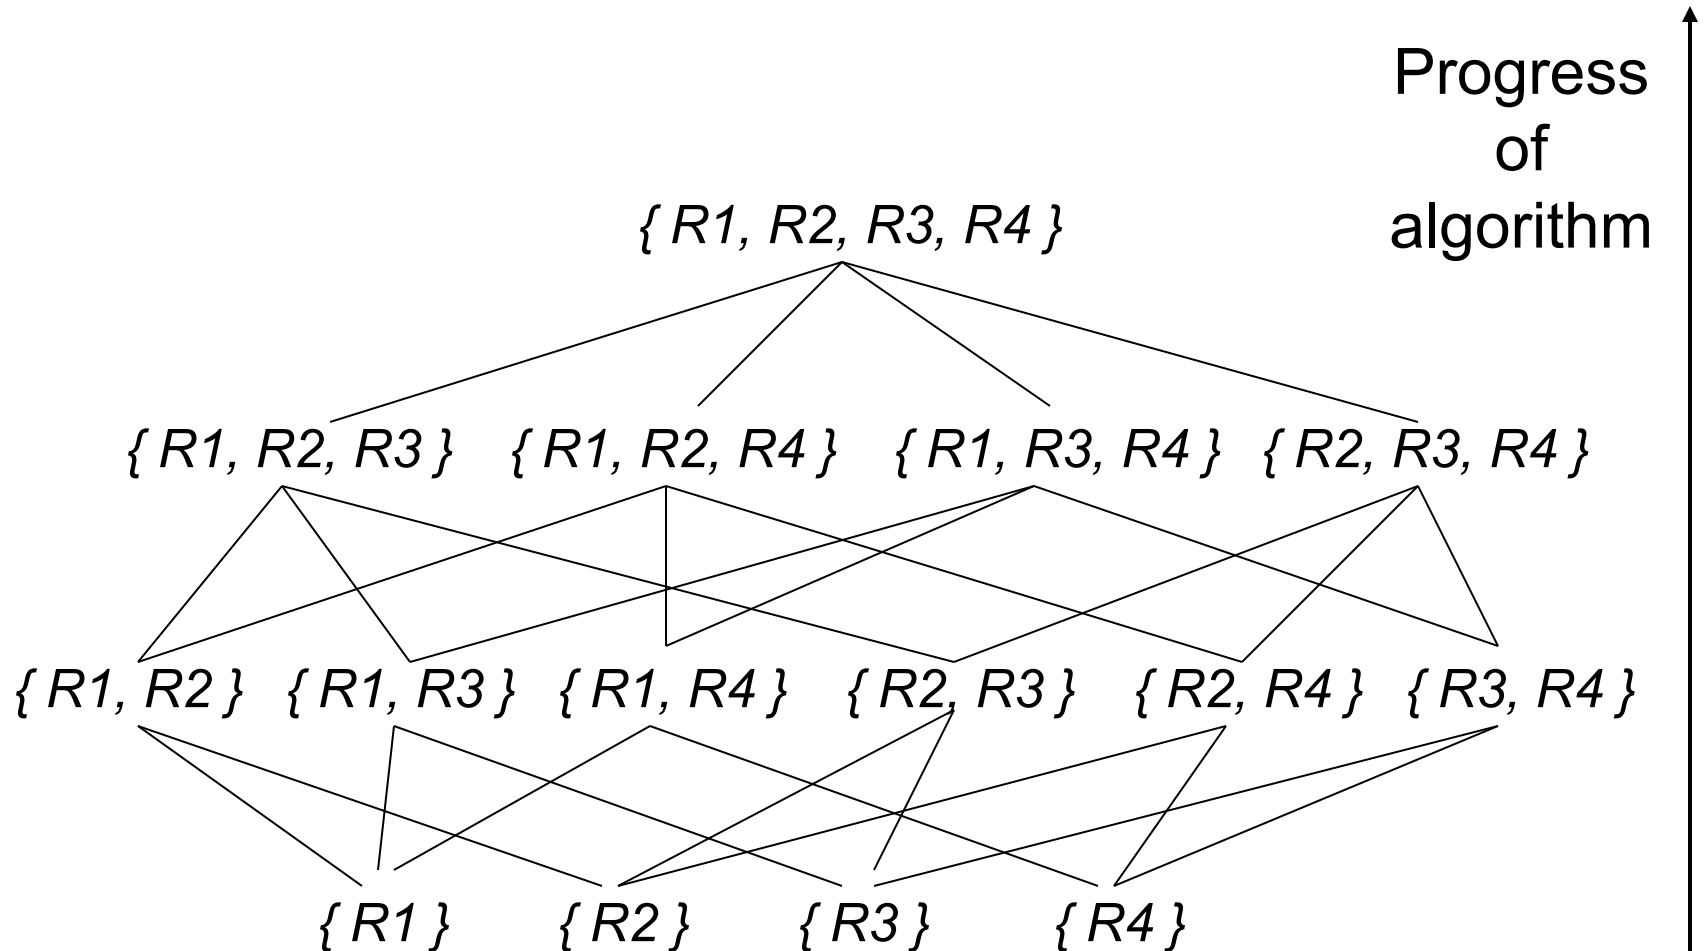 Progress
of
algorithm
{ R1, R2, R3, R4 }
{ R1, R2, R3 } { R1, R2, R4 } { R1, R3, R4 } { R2, R3, R4 }
{ R1, R2 } { R1, R3 } { R1, R4 } { R2, R3 } { R2, R4 } { R3, R4 }
{ R1 } { R2 } { R3 } { R4 }